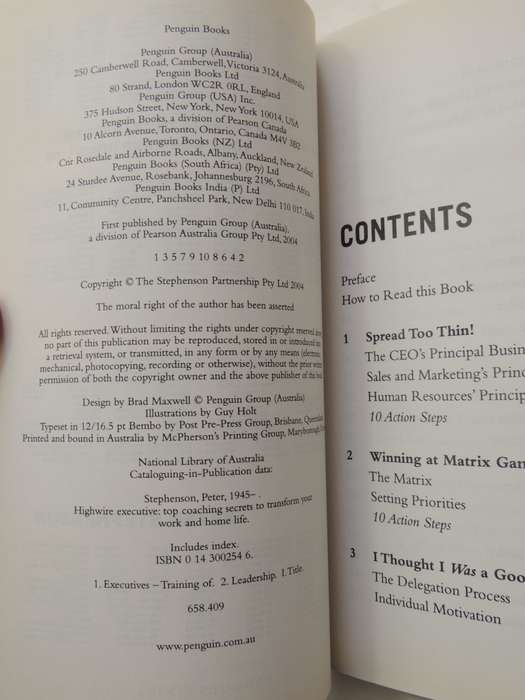 Penguin Books
Penguin Group (Australia)
250 Camberwell Road, Camberwell, Victoria 3124, Australia
Penguin Books Ltd
80 Strand, London WC2R 0RL, England
Penguin Group (USA) Inc.
375 Hudson Street, New York, New York 10014, USA
Penguin Books, a division of Pearson Canada
10 Alcorn Avenue, Toronto, Ontario, Canada M4V 3B2
Penguin Books (NZ) Ltd
Cnr Rosedale and Airborne Roads, Albany, Auckland, New Zealand
Penguin Books (South Africa) (Pty) Ltd
24 Sturdee Avenue, Rosebank, Johannesburg 2196, South Africa
Penguin Books India (P) Ltd
11, Community Centre, Panchsheel Park, New Delhi 110 017, India
First published by Penguin Group (Australia),
a division of Pearson Australia Group Pty Ltd, 2004
1 3 5 7 9 10 8 6 4 2
Copyright © The Stephenson Partnership Pty Ltd 2004
The moral right of the author has been asserted
All rights reserved. Without limiting the rights under copyright reserved above,
no part of this publication may be reproduced, stored in or introduced into
a retrieval system, or transmitted, in any form or by any means (electronic,
mechanical, photocopying, recording or otherwise), without the prior written
permission of both the copyright owner and the above publisher of this book.
Design by Brad Maxwell © Penguin Group (Australia)
Illustrations by Guy Holt
Typeset in 12/16.5 pt Bembo by Post Pre-Press Group, Brisbane, Queensland
Printed and bound in Australia by McPherson's Printing Group, Maryborough,
National Library of Australia
Cataloguing-in-Publication data:
Stephenson, Peter, 1945– .
Highwire executive: top coaching secrets to transform your
work and home life.
Includes index.
ISBN 0 14 300254 6.
1. Executives – Training of. 2. Leadership. I. Title.
658.409
www.penguin.com.au
CONTENTS
Preface
How to Read this Book
1 Spread Too Thin!
The CEO's Principal Busin
Sales and Marketing's Princ
Human Resources' Princip
10 Action Steps
2 Winning at Matrix Gam
The Matrix
Setting Priorities
10 Action Steps
3 I Thought I Was a Goo
The Delegation Process
Individual Motivation